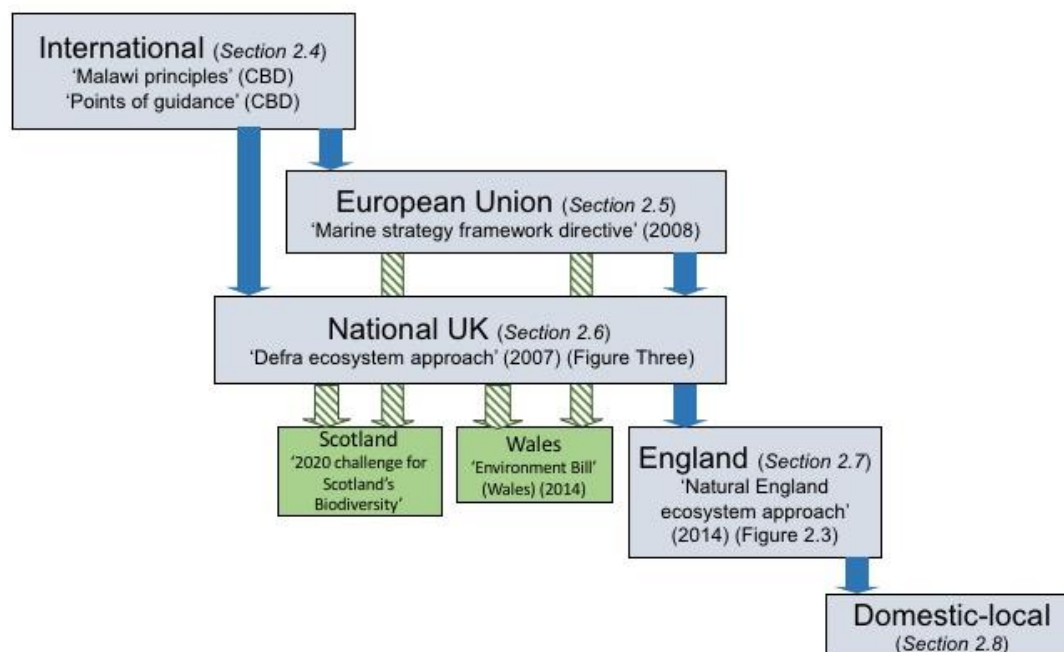 International (Section 2.4)
‘Malawi principles’ (CBD)
‘Points of guidance’ (CBD)
European Union (Section 2.5)
‘Marine strategy framework directive’ (2008)
National UK (Section 2.6)
‘Defra ecosystem approach’ (2007) (Figure Three)
Scotland
‘2020 challenge for
Scotland’s
Biodiversity’
Wales
‘Environment Bill’
(Wales) (2014)
England (Section 2.7)
‘Natural England
ecosystem approach’
(2014) (Figure 2.3)
Domestic-local
(Section 2.8)